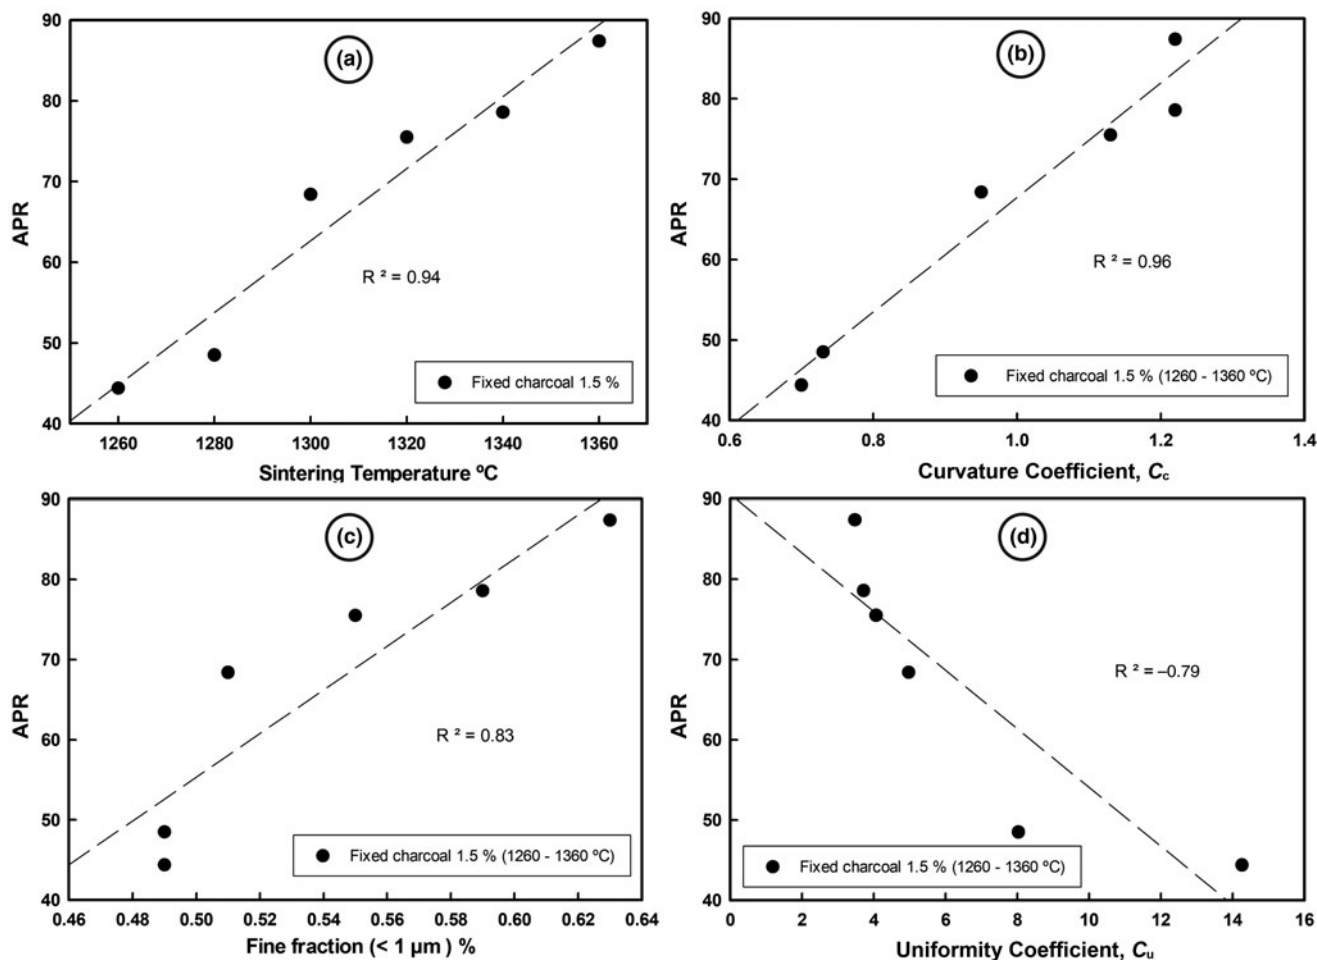 90
80
70
60
50
40
APR
(a)
R ² = 0.94
Fixed charcoal 1.5 %
1260 1280 1300 1320 1340 1360
Sintering Temperature ºC
90
80
70
60
50
40
APR
(b)
R ² = 0.96
Fixed charcoal 1.5 % (1260 - 1360 ºC)
0.6 0.8 1.0 1.2 1.4
Curvature Coefficient, Cc
90
80
70
60
50
40
APR
(c)
R ² = 0.83
Fixed charcoal 1.5 % (1260 - 1360 ºC)
0.46 0.48 0.50 0.52 0.54 0.56 0.58 0.60 0.62 0.64
Fine fraction (< 1 µm) %
90
80
70
60
50
40
APR
(d)
R ² = –0.79
Fixed charcoal 1.5 % (1260 - 1360 ºC)
0 2 4 6 8 10 12 14 16
Uniformity Coefficient, Cu